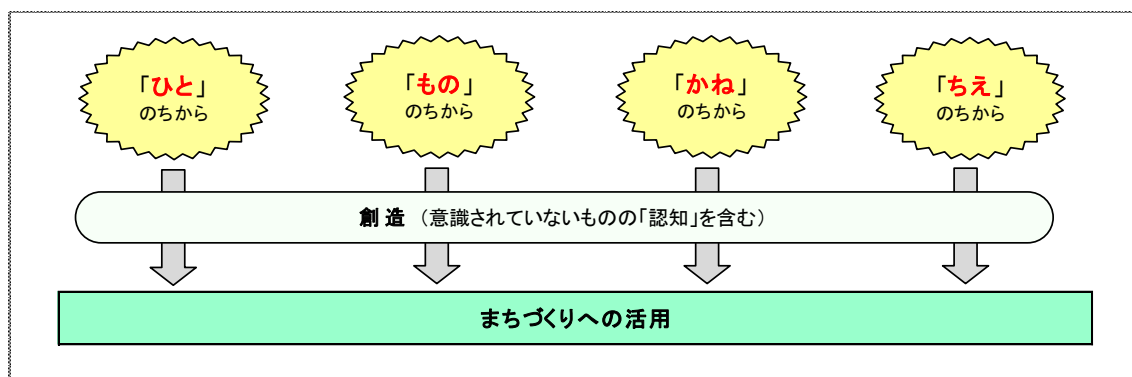 「ひと」
のちから
「もの」
のちから
「かね」
のちから
「ちえ」
のちから
創 造 （意識されていないものの「認知」を含む）
まちづくりへの活用